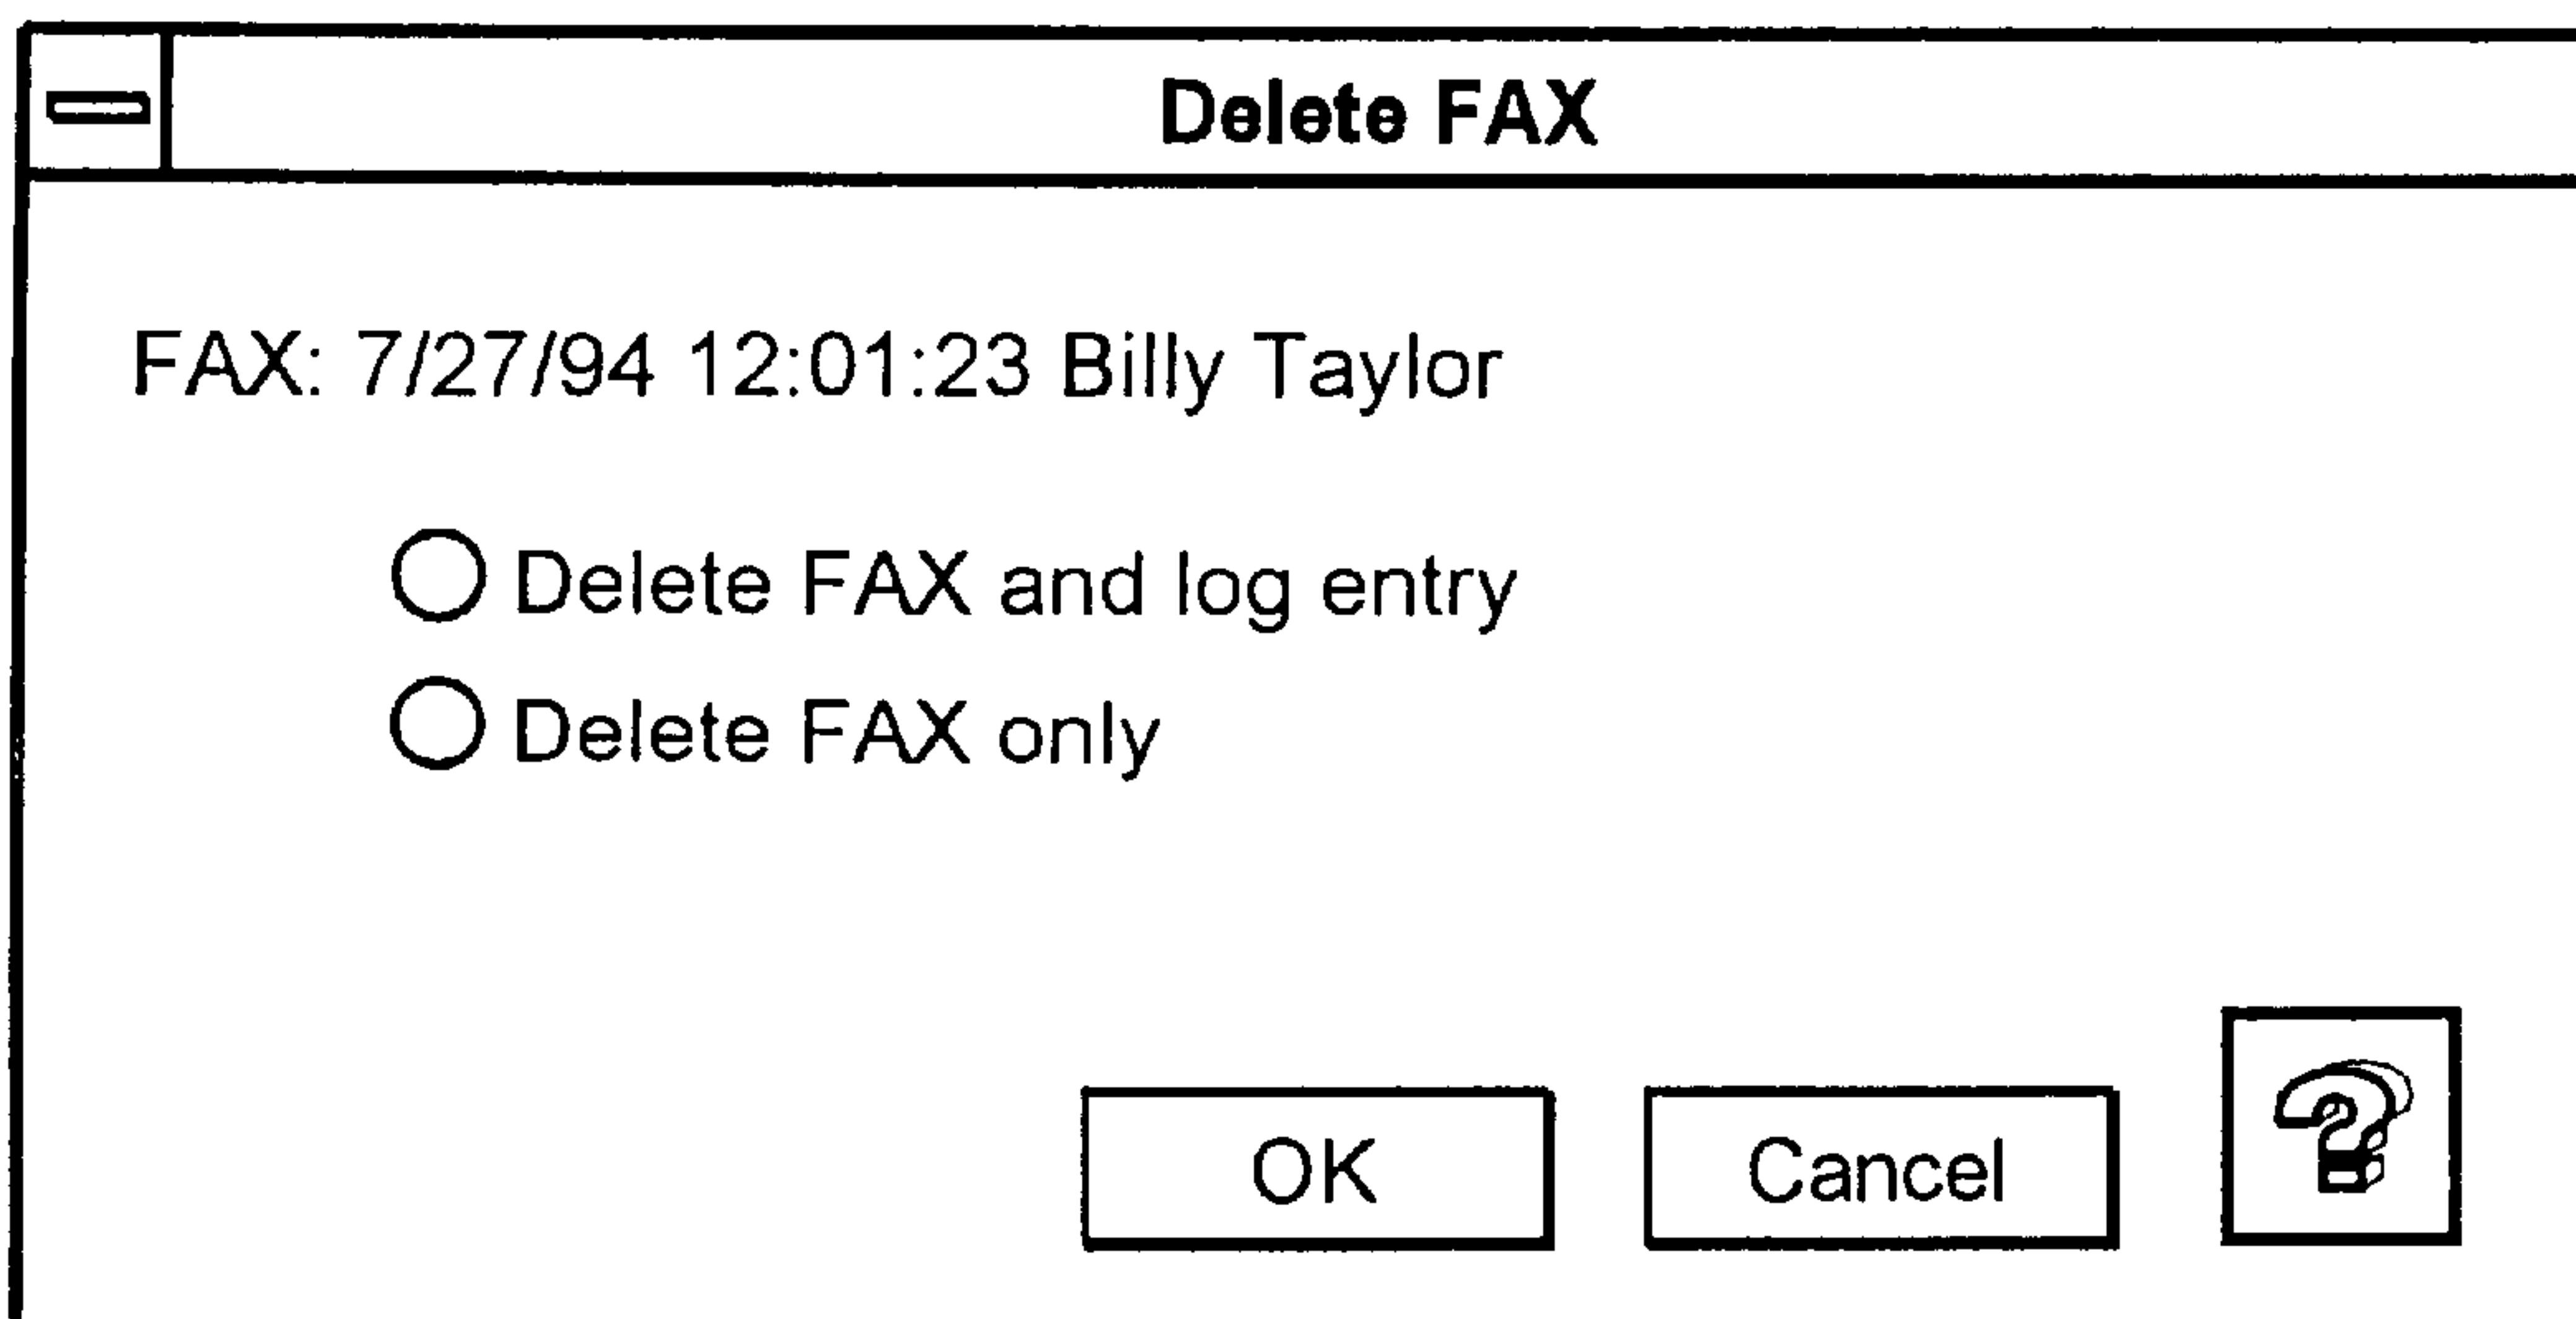 Delete FAX
FAX: 7/27/94 12:01:23 Billy Taylor
Delete FAX and log entry
Delete FAX only
OK Cancel ?